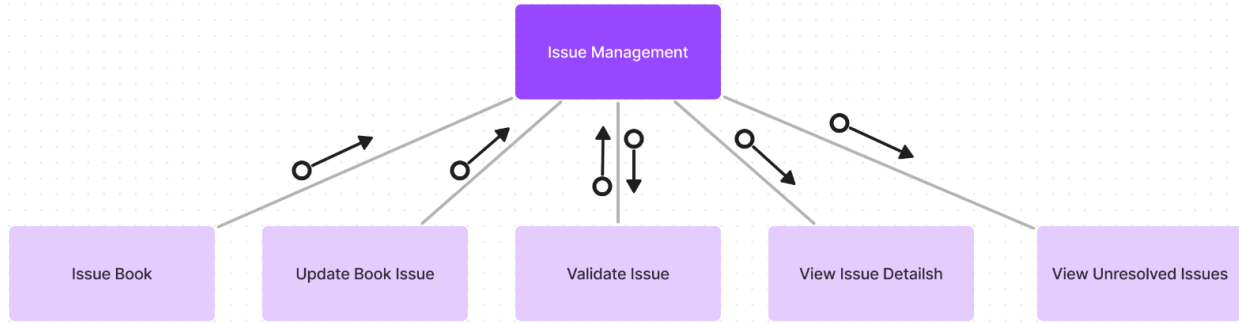 Issue Management
Issue Book
Update Book Issue
Validate Issue
View Issue Detailsh
View Unresolved Issues